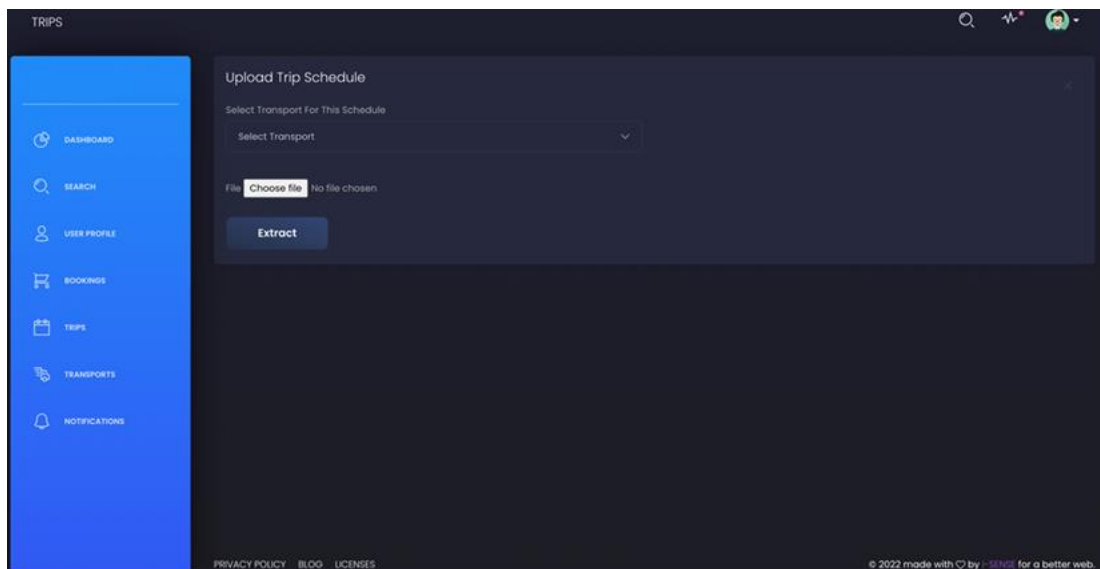 TRIPS
Upload Trip Schedule
Select Transport For This Schedule
Select Transport
File Choose file No file chosen
Extract
DASHBOARD
SEARCH
USER PROFILE
BOOKINGS
TRIPS
TRANSPORTS
NOTIFICATIONS
PRIVACY POLICY BLOG LICENSES
© 2022 made with ♡ by I-SENSE for a better web.